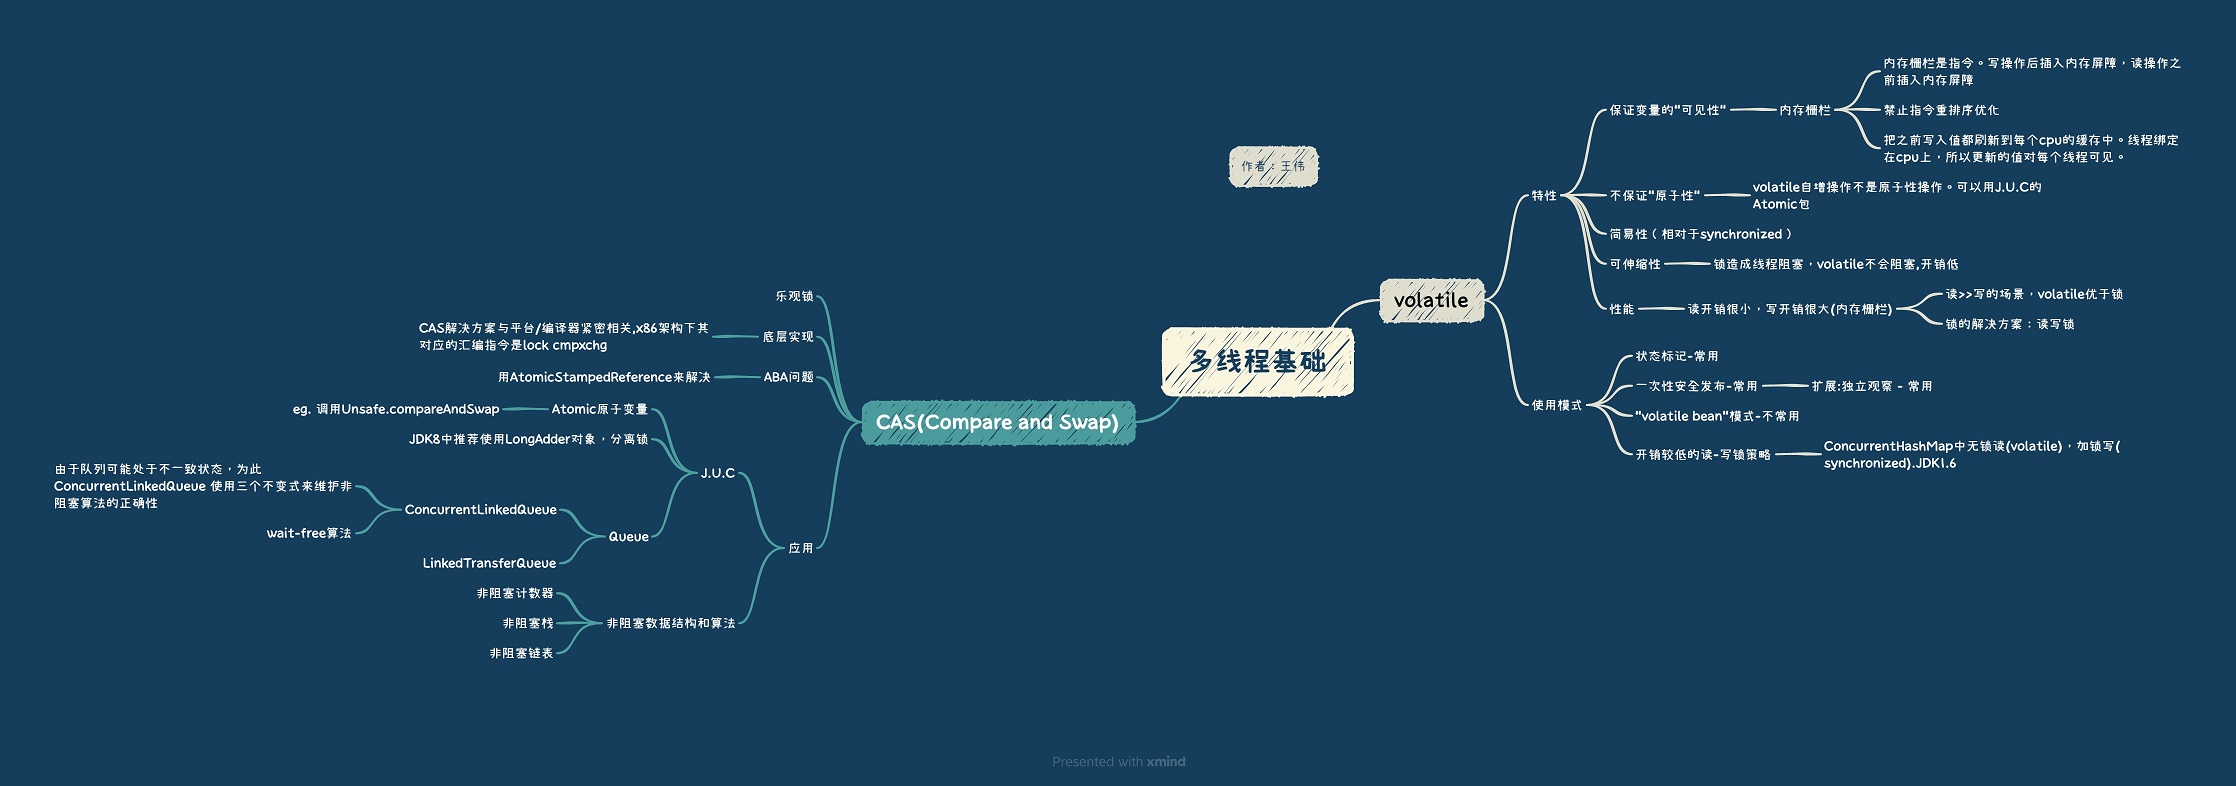 多线程基础
作者：王伟
volatile
特性
保证变量的"可见性"
内存栅栏
内存栅栏是指令。写操作后插入内存屏障，读操作之
前插入内存屏障
禁止指令重排序优化
把之前写入值都刷新到每个cpu的缓存中。线程绑定
在cpu上，所以更新的值对每个线程可见。
不保证"原子性"
volatile自增操作不是原子性操作。可以用J.U.C的
Atomic包
简易性（相对于synchronized）
可伸缩性
锁造成线程阻塞，volatile不会阻塞,开销低
性能
读开销很小，写开销很大(内存栅栏)
读>>写的场景，volatile优于锁
锁的解决方案：读写锁
使用模式
状态标记-常用
一次性安全发布-常用
扩展:独立观察 - 常用
"volatile bean"模式-不常用
开销较低的读-写锁策略
ConcurrentHashMap中无锁读(volatile)，加锁写(
synchronized).JDK1.6
CAS(Compare and Swap)
乐观锁
底层实现
CAS解决方案与平台/编译器紧密相关,x86架构下其
对应的汇编指令是lock cmpxchg
ABA问题
用AtomicStampedReference来解决
应用
J.U.C
Atomic原子变量
eg. 调用Unsafe.compareAndSwap
JDK8中推荐使用LongAdder对象，分离锁
Queue
ConcurrentLinkedQueue
由于队列可能处于不一致状态，为此
ConcurrentLinkedQueue 使用三个不变式来维护非
阻塞算法的正确性
wait-free算法
LinkedTransferQueue
非阻塞数据结构和算法
非阻塞计数器
非阻塞栈
非阻塞链表
Presented with xmind